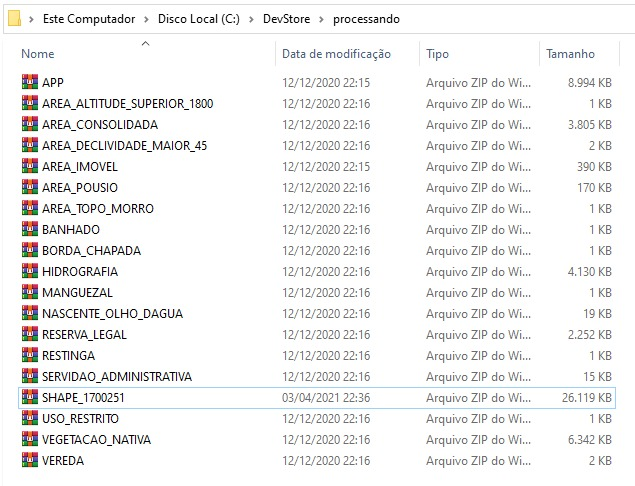 Este Computador > Disco Local (C:) > DevStore > processando
Nome Data de modificação Tipo Tamanho
APP 12/12/2020 22:15 Arquivo ZIP do Wi... 8.994 KB
AREA_ALTITUDE_SUPERIOR_1800 12/12/2020 22:16 Arquivo ZIP do Wi... 1 KB
AREA_CONSOLIDADA 12/12/2020 22:16 Arquivo ZIP do Wi... 3.805 KB
AREA_DECLIVIDADE_MAIOR_45 12/12/2020 22:16 Arquivo ZIP do Wi... 2 KB
AREA_IMOVEL 12/12/2020 22:15 Arquivo ZIP do Wi... 390 KB
AREA_POUSIO 12/12/2020 22:16 Arquivo ZIP do Wi... 170 KB
AREA_TOPO_MORRO 12/12/2020 22:16 Arquivo ZIP do Wi... 1 KB
BANHADO 12/12/2020 22:16 Arquivo ZIP do Wi... 1 KB
BORDA_CHAPADA 12/12/2020 22:16 Arquivo ZIP do Wi... 1 KB
HIDROGRAFIA 12/12/2020 22:16 Arquivo ZIP do Wi... 4.130 KB
MANGUEZAL 12/12/2020 22:16 Arquivo ZIP do Wi... 1 KB
NASCENTE_OLHO_DAGUA 12/12/2020 22:16 Arquivo ZIP do Wi... 19 KB
RESERVA_LEGAL 12/12/2020 22:16 Arquivo ZIP do Wi... 2.252 KB
RESTINGA 12/12/2020 22:16 Arquivo ZIP do Wi... 1 KB
SERVIDAO_ADMINISTRATIVA 12/12/2020 22:16 Arquivo ZIP do Wi... 15 KB
SHAPE_1700251 03/04/2021 22:36 Arquivo ZIP do Wi... 26.119 KB
USO_RESTRITO 12/12/2020 22:16 Arquivo ZIP do Wi... 1 KB
VEGETACAO_NATIVA 12/12/2020 22:16 Arquivo ZIP do Wi... 6.342 KB
VEREDA 12/12/2020 22:16 Arquivo ZIP do Wi... 1 KB